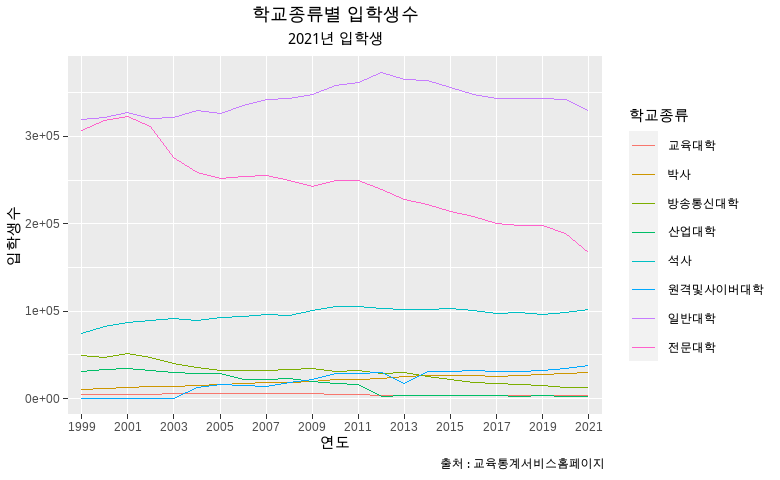 학교종류별 입학생수
2021년 입학생
입학생수
3e+05
2e+05
1e+05
0e+00
1999 2001 2003 2005 2007 2009 2011 2013 2015 2017 2019 2021
연도
학교종류
교육대학
박사
방송통신대학
산업대학
석사
원격및사이버대학
일반대학
전문대학
출처 : 교육통계서비스홈페이지